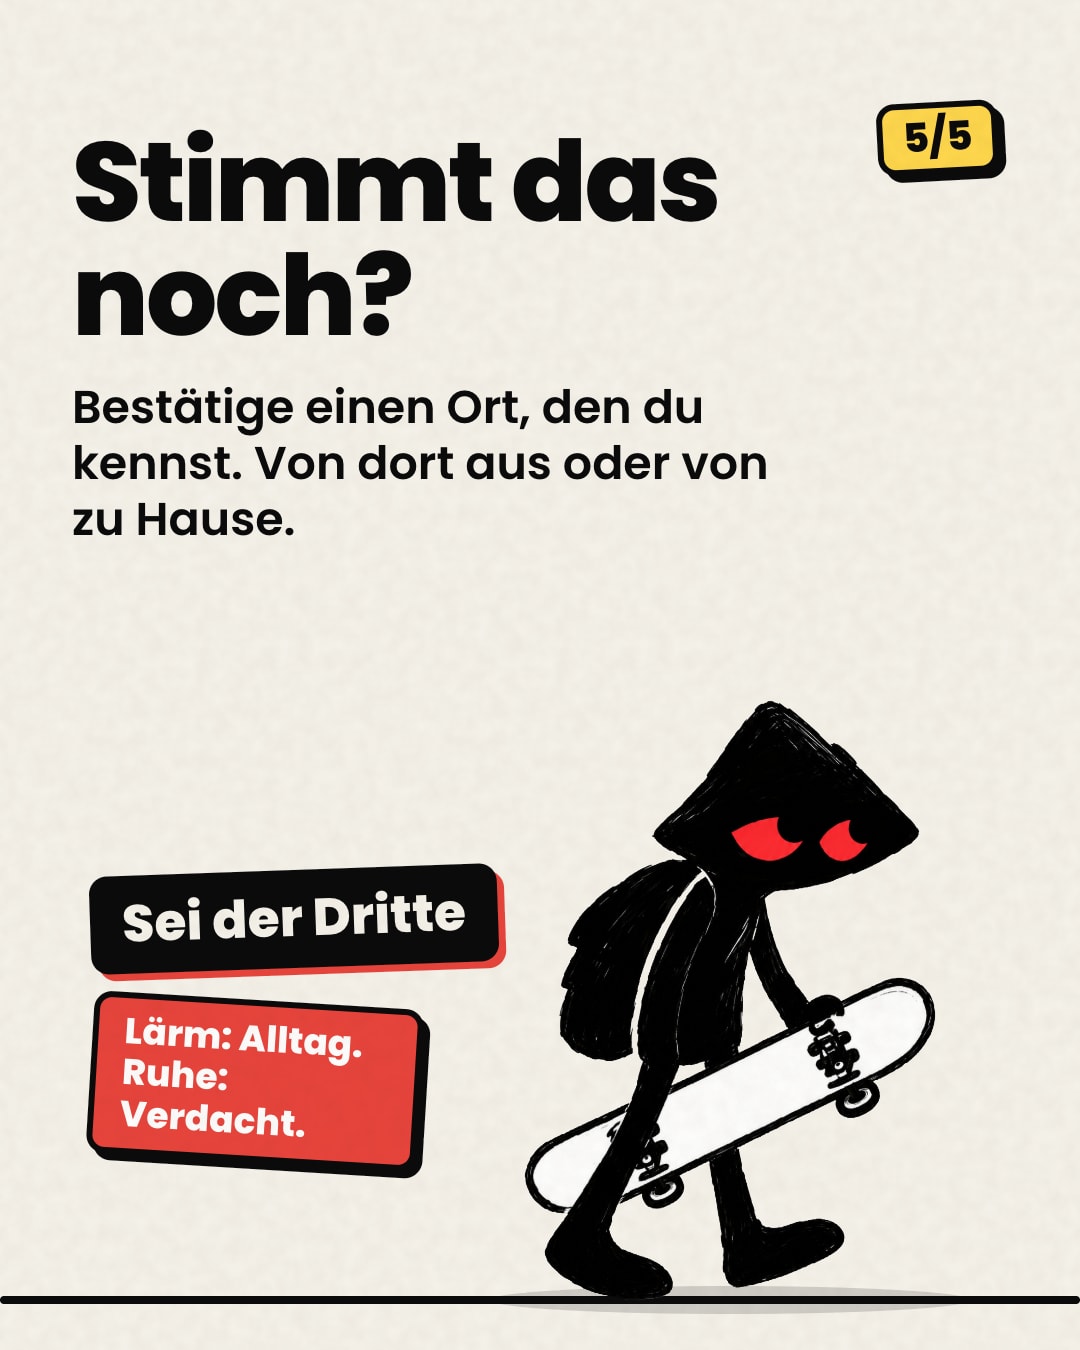 5/5
Stimmt das
noch?
Bestätige einen Ort, den du
kennst. Von dort aus oder von
zu Hause.
Sei der Dritte
Lärm: Alltag.
Ruhe:
Verdacht.